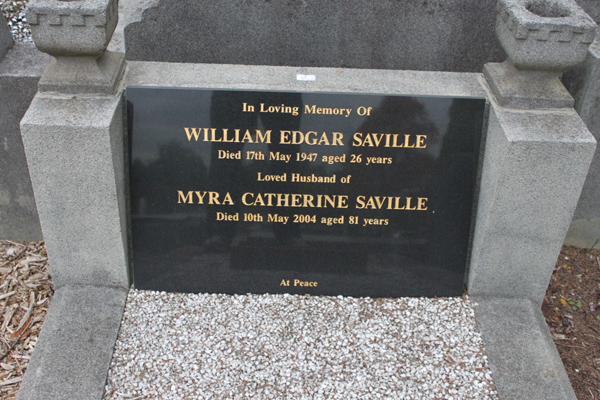 In Loving Memory Of
WILLIAM EDGAR SAVILLE
Died 17th May 1947 aged 26 years
Loved Husband of
MYRA CATHERINE SAVILLE
Died 10th May 2004 aged 81 years
At Peace